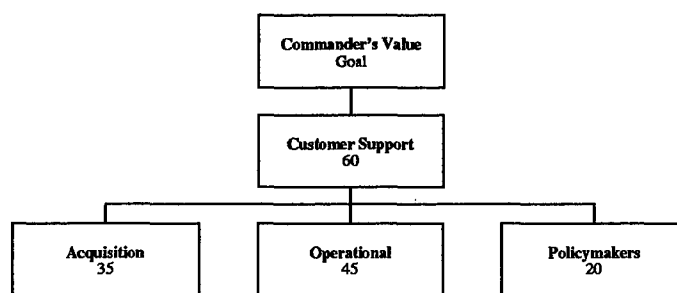 Commander's Value
Goal
Customer Support
60
Acquisition
35
Operational
45
Policymakers
20